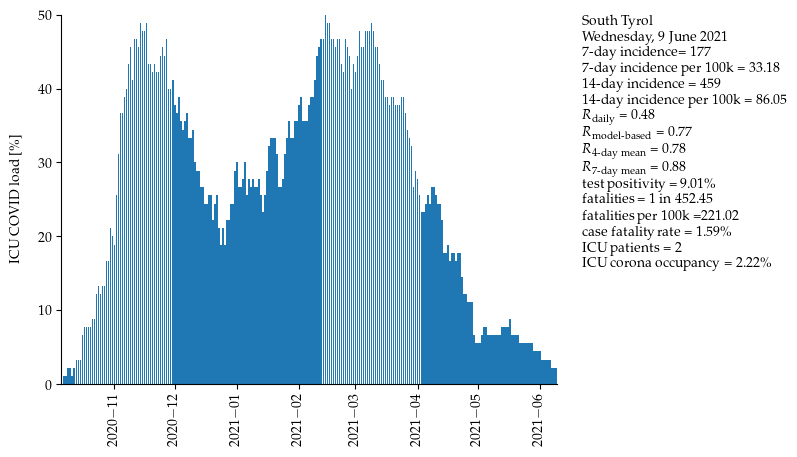 50
40
30
20
10
0
ICU COVID load [%]
2020−11
2020−12
2021−01
2021−02
2021−03
2021−04
2021−05
2021−06
South Tyrol
Wednesday, 9 June 2021
7-day incidence= 177
7-day incidence per 100k = 33.18
14-day incidence = 459
14-day incidence per 100k = 86.05
Rdaily = 0.48
Rmodel-based = 0.77
R4-day mean = 0.78
R7-day mean = 0.88
test positivity = 9.01%
fatalities = 1 in 452.45
fatalities per 100k =221.02
case fatality rate = 1.59%
ICU patients = 2
ICU corona occupancy = 2.22%